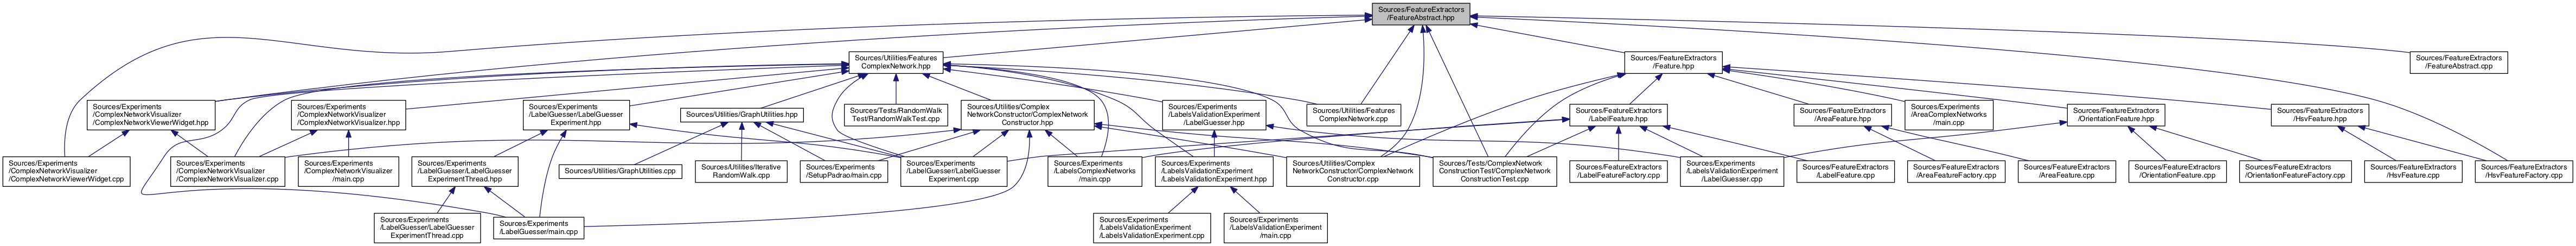 Sources/FeatureExtractors
/FeatureAbstract.hpp
Sources/Utilities/Features
ComplexNetwork.hpp
Sources/FeatureExtractors
/Feature.hpp
Sources/FeatureExtractors
/FeatureAbstract.cpp
Sources/Experiments
/ComplexNetworkVisualizer
/ComplexNetworkViewerWidget.hpp
Sources/Experiments
/ComplexNetworkVisualizer
/ComplexNetworkVisualizer.hpp
Sources/Experiments
/LabelGuesser/LabelGuesser
Experiment.hpp
Sources/Utilities/GraphUtilities.hpp
Sources/Tests/RandomWalk
Test/RandomWalkTest.cpp
Sources/Utilities/Complex
NetworkConstructor/ComplexNetwork
Constructor.hpp
Sources/Experiments
/LabelsValidationExperiment
/LabelGuesser.hpp
Sources/Utilities/Features
ComplexNetwork.cpp
Sources/FeatureExtractors
/LabelFeature.hpp
Sources/FeatureExtractors
/AreaFeature.hpp
Sources/Experiments
/AreaComplexNetworks
/main.cpp
Sources/FeatureExtractors
/OrientationFeature.hpp
Sources/FeatureExtractors
/HsvFeature.hpp
Sources/Experiments
/ComplexNetworkVisualizer
/ComplexNetworkViewerWidget.cpp
Sources/Experiments
/ComplexNetworkVisualizer
/ComplexNetworkVisualizer.cpp
Sources/Experiments
/ComplexNetworkVisualizer
/main.cpp
Sources/Experiments
/LabelGuesser/LabelGuesser
ExperimentThread.hpp
Sources/Utilities/GraphUtilities.cpp
Sources/Utilities/Iterative
RandomWalk.cpp
Sources/Experiments
/SetupPadrao/main.cpp
Sources/Experiments
/LabelGuesser/LabelGuesser
Experiment.cpp
Sources/Experiments
/LabelsComplexNetworks
/main.cpp
Sources/Experiments
/LabelsValidationExperiment
/LabelsValidationExperiment.hpp
Sources/Utilities/Complex
NetworkConstructor/ComplexNetwork
Constructor.cpp
Sources/Tests/ComplexNetwork
ConstructionTest/ComplexNetwork
ConstructionTest.cpp
Sources/FeatureExtractors
/LabelFeatureFactory.cpp
Sources/Experiments
/LabelsValidationExperiment
/LabelGuesser.cpp
Sources/FeatureExtractors
/LabelFeature.cpp
Sources/FeatureExtractors
/AreaFeatureFactory.cpp
Sources/FeatureExtractors
/AreaFeature.cpp
Sources/FeatureExtractors
/OrientationFeature.cpp
Sources/FeatureExtractors
/OrientationFeatureFactory.cpp
Sources/FeatureExtractors
/HsvFeature.cpp
Sources/FeatureExtractors
/HsvFeatureFactory.cpp
Sources/Experiments
/LabelGuesser/LabelGuesser
ExperimentThread.cpp
Sources/Experiments
/LabelGuesser/main.cpp
Sources/Experiments
/LabelsValidationExperiment
/LabelsValidationExperiment.cpp
Sources/Experiments
/LabelsValidationExperiment
/main.cpp